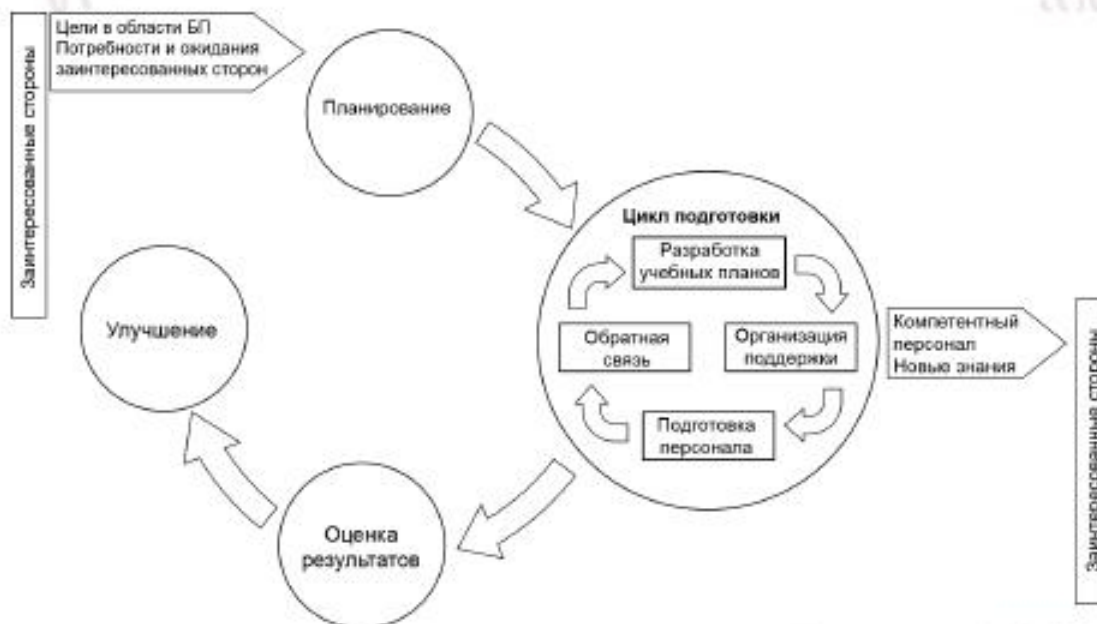 Заинтересованные стороны
Цели в области БП
Потребности и ожидания
заинтересованных сторон
Планирование
Цикл подготовки
Разработка
учебных планов
Организация
поддержки
Подготовка
персонала
Обратная
связь
Компетентный
персонал
Новые знания
Заинтересованные стороны
Оценка
результатов
Улучшение